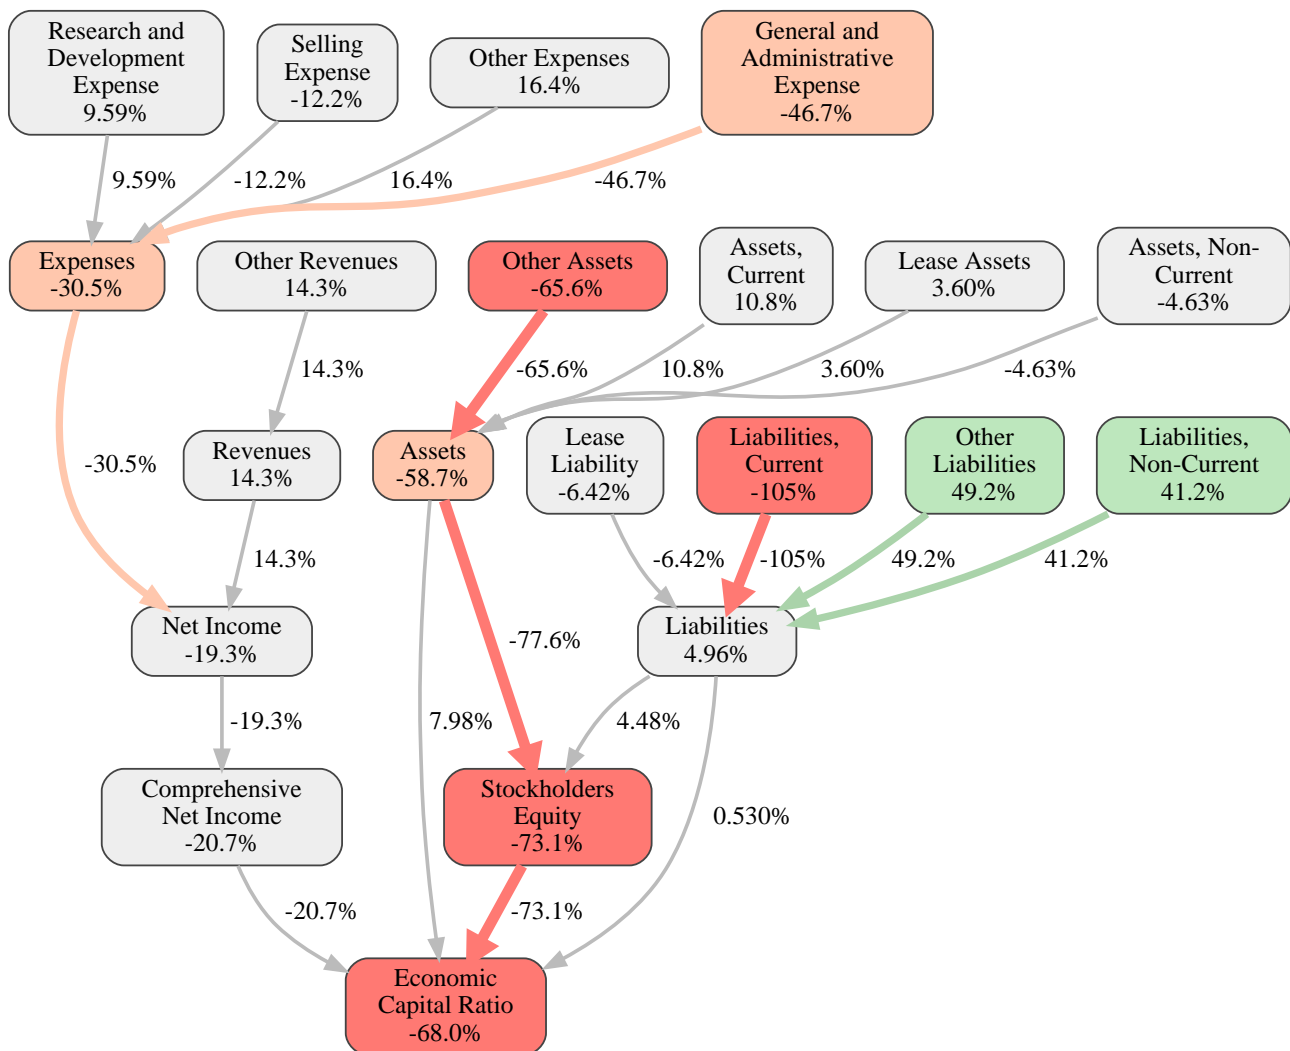 Research and
Development
Expense
9.59%
Selling
Expense
-12.2%
Other Expenses
16.4%
General and
Administrative
Expense
-46.7%
9.59%
-12.2%
16.4%
-46.7%
Expenses
-30.5%
Other Revenues
14.3%
Other Assets
-65.6%
Assets,
Current
10.8%
Lease Assets
3.60%
Assets, Non-
Current
-4.63%
14.3%
-65.6%
10.8%
3.60%
-4.63%
-30.5%
Revenues
14.3%
Assets
-58.7%
Lease
Liability
-6.42%
Liabilities,
Current
-105%
Other
Liabilities
49.2%
Liabilities,
Non-Current
41.2%
14.3%
-6.42%
-105%
49.2%
41.2%
Net Income
-19.3%
-77.6%
Liabilities
4.96%
-19.3%
7.98%
4.48%
Comprehensive
Net Income
-20.7%
Stockholders
Equity
-73.1%
0.530%
-20.7%
-73.1%
Economic
Capital Ratio
-68.0%